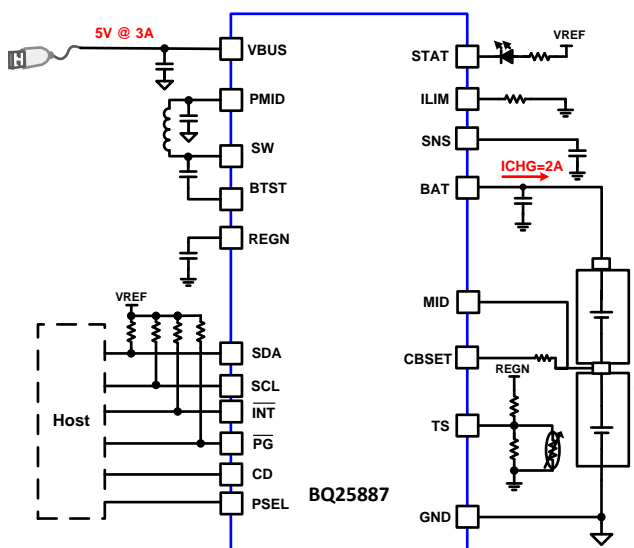 5V @ 3A
VBUS
PMID
SW
BTST
REGN
VREF
Host
SDA
SCL
INT
PG
CD
PSEL
BQ25887
STAT
VREF
ILIM
SNS
ICHG=2A
BAT
MID
CBSET
REGN
TS
GND